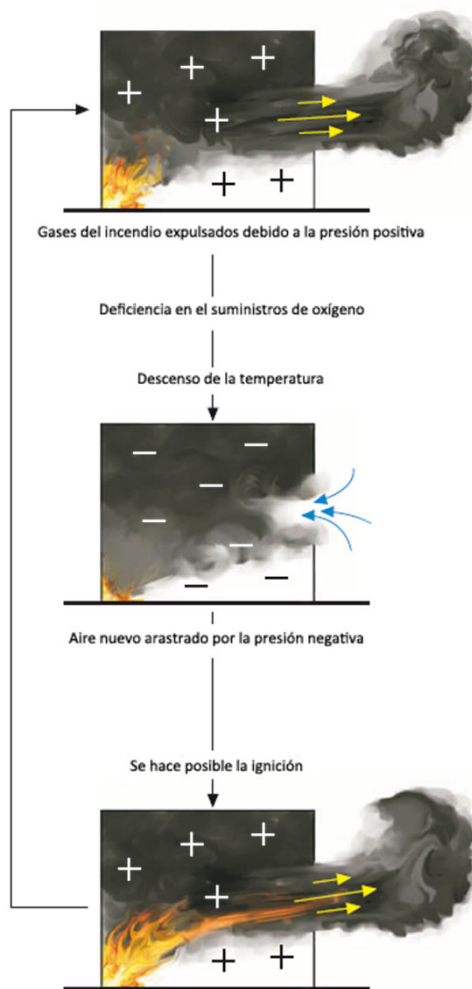 Gases del incendio expulsados debido a la presión positiva
Deficiencia en el suministros de oxígeno
Descenso de la temperatura
Aire nuevo arastrado por la presión negativa
Se hace posible la ignición